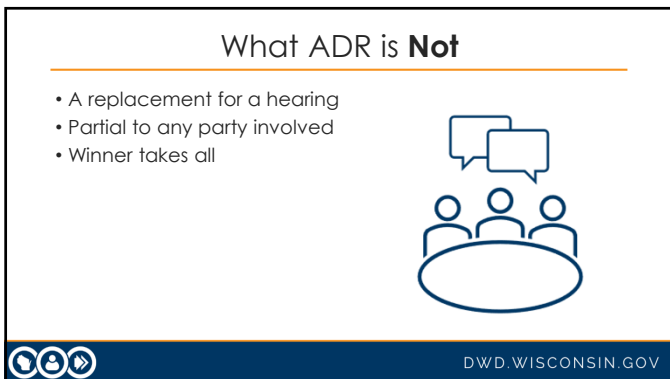 What ADR is Not
• A replacement for a hearing
• Partial to any party involved
• Winner takes all
DWD.WISCONSIN.GOV